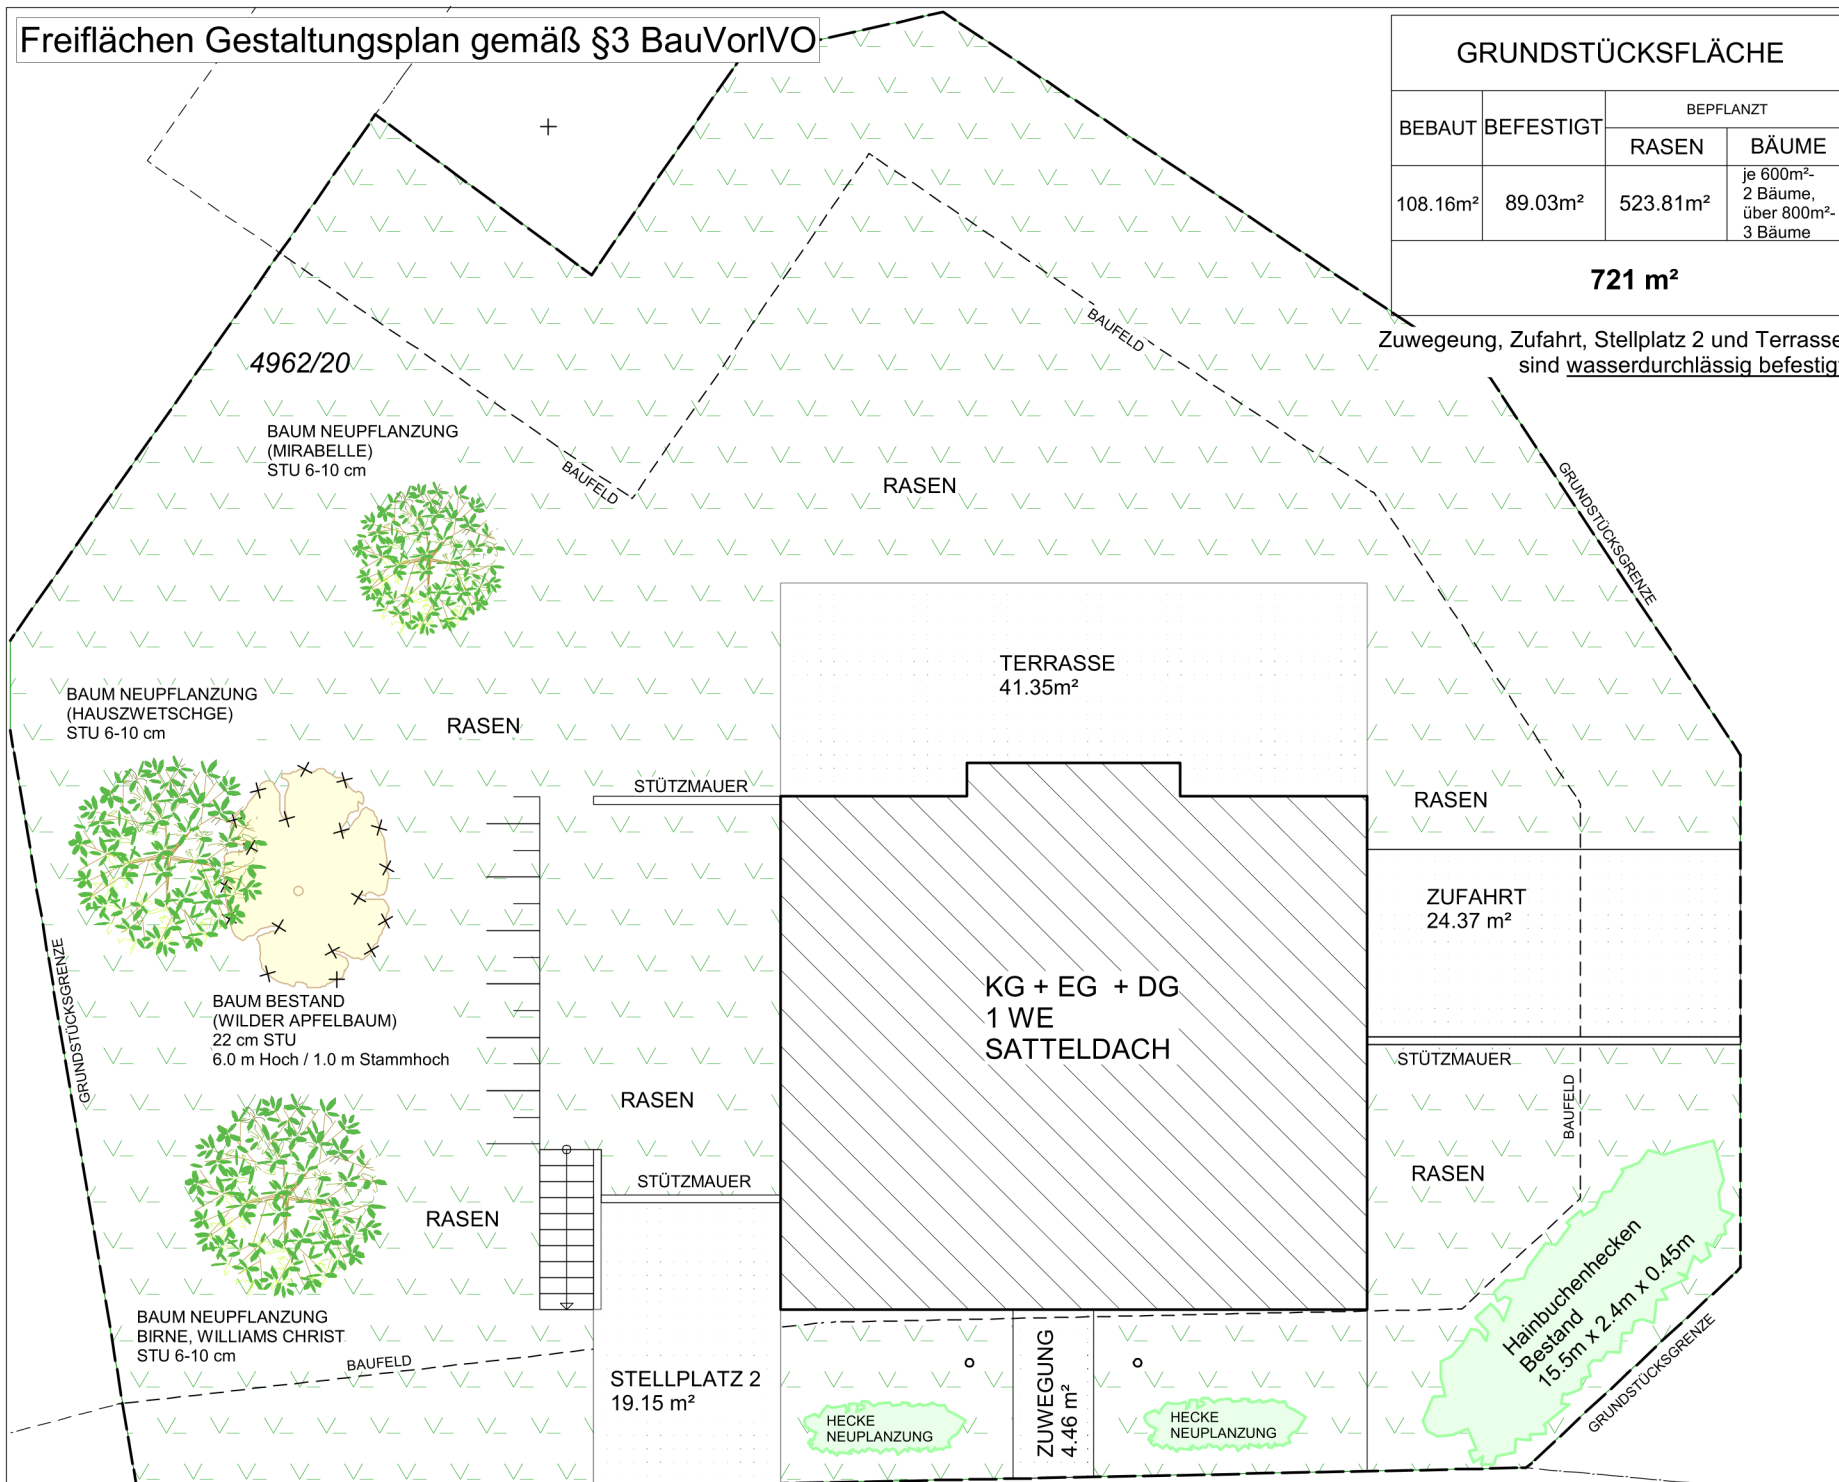 Freiflächen Gestaltungsplan gemäß §3 BauVorlVO
GRUNDSTÜCKSFLÄCHE
BEBAUT
BEFESTIGT
BEPFLANZT
RASEN
BÄUME
108.16m²
89.03m²
523.81m²
je 600m²-
2 Bäume,
über 800m²-
3 Bäume
721 m²
Zuwegeung, Zufahrt, Stellplatz 2 und Terrasse
sind wasserdurchlässig befestigt
4962/20
BAUFELD
BAUM NEUPFLANZUNG
(MIRABELLE)
STU 6-10 cm
BAUFELD
RASEN
GRUNDSTÜCKSGRENZE
TERRASSE
41.35m²
BAUM NEUPFLANZUNG
(HAUSZWETSCHGE)
STU 6-10 cm
RASEN
STÜTZMAUER
RASEN
ZUFAHRT
24.37 m²
GRUNDSTÜCKSGRENZE
BAUM BESTAND
(WILDER APFELBAUM)
22 cm STU
6.0 m Hoch / 1.0 m Stammhoch
KG + EG + DG
1 WE
SATTELDACH
STÜTZMAUER
BAUFELD
RASEN
RASEN
STÜTZMAUER
RASEN
BAUM NEUPFLANZUNG
BIRNE, WILLIAMS CHRIST
STU 6-10 cm
BAUFELD
STELLPLATZ 2
19.15 m²
HECKE
NEUPLANZUNG
ZUWEGUNG
4.46 m²
HECKE
NEUPLANZUNG
Hainbuchenhecken
Bestand
15.5m x 2.4m x 0.45m
GRUNDSTÜCKSGRENZE